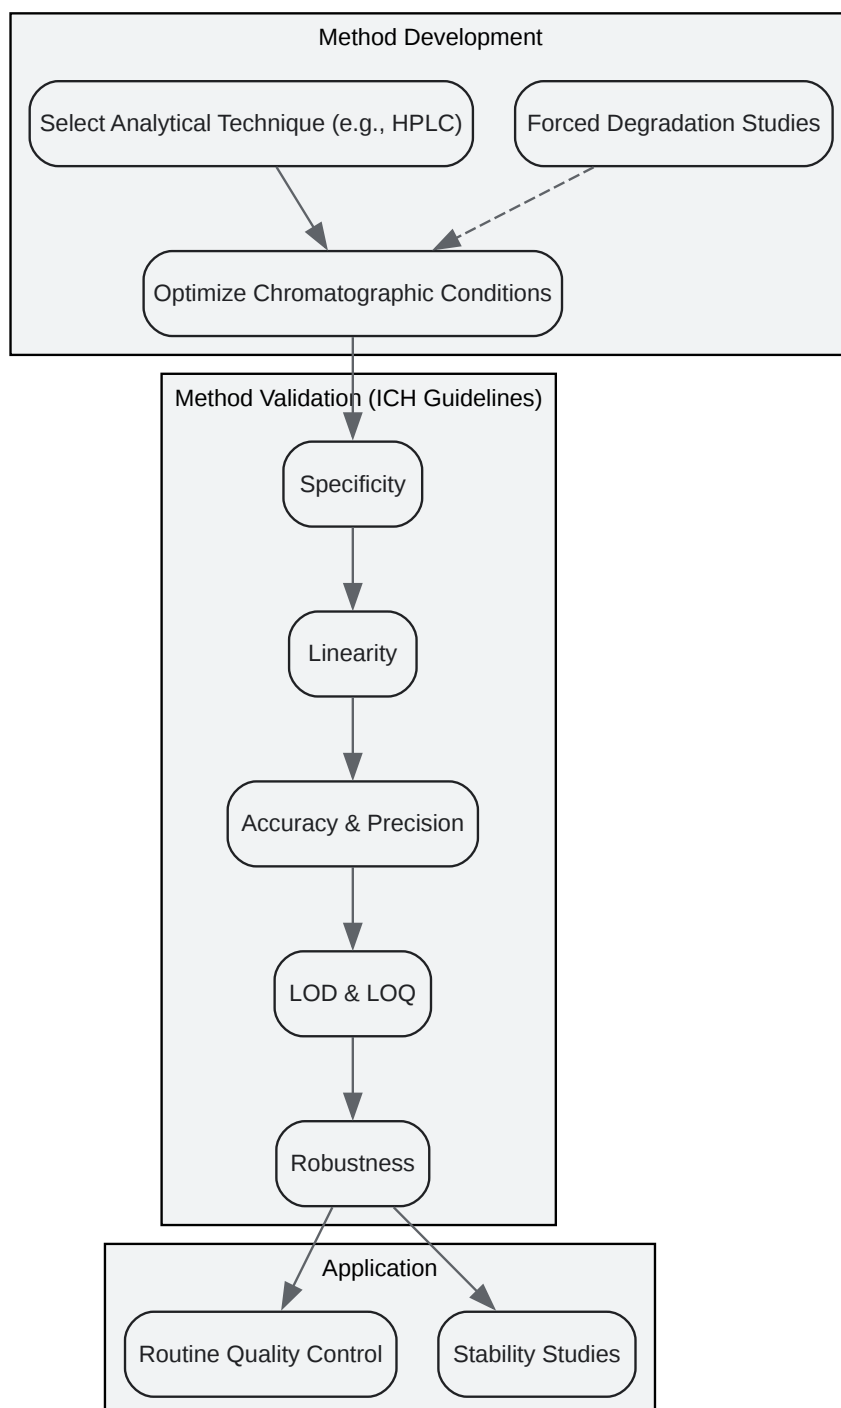 Method Development
Select Analytical Technique (e.g., HPLC)
Forced Degradation Studies
Optimize Chromatographic Conditions
Method Validation (ICH Guidelines)
Specificity
Linearity
Accuracy & Precision
LOD & LOQ
Robustness
Application
Routine Quality Control
Stability Studies